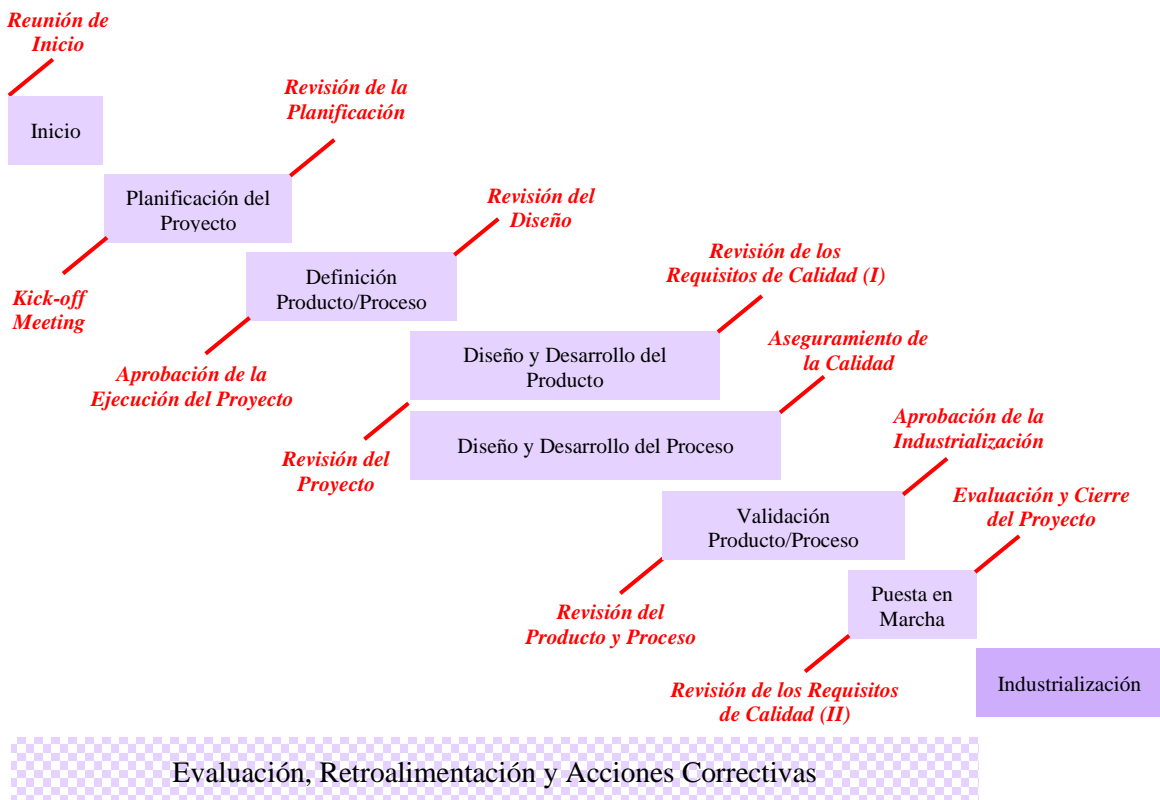 Reunión de
Inicio
Inicio
Revisión de la
Planificación
Planificación del
Proyecto
Kick-off
Meeting
Revisión del
Diseño
Definición
Producto/Proceso
Aprobación de la
Ejecución del Proyecto
Revisión de los
Requisitos de Calidad (I)
Diseño y Desarrollo del
Producto
Aseguramiento de
la Calidad
Diseño y Desarrollo del Proceso
Revisión del
Proyecto
Aprobación de la
Industrialización
Validación
Producto/Proceso
Evaluación y Cierre
del Proyecto
Revisión del
Producto y Proceso
Puesta en
Marcha
Revisión de los Requisitos
de Calidad (II)
Industrialización
Evaluación, Retroalimentación y Acciones Correctivas